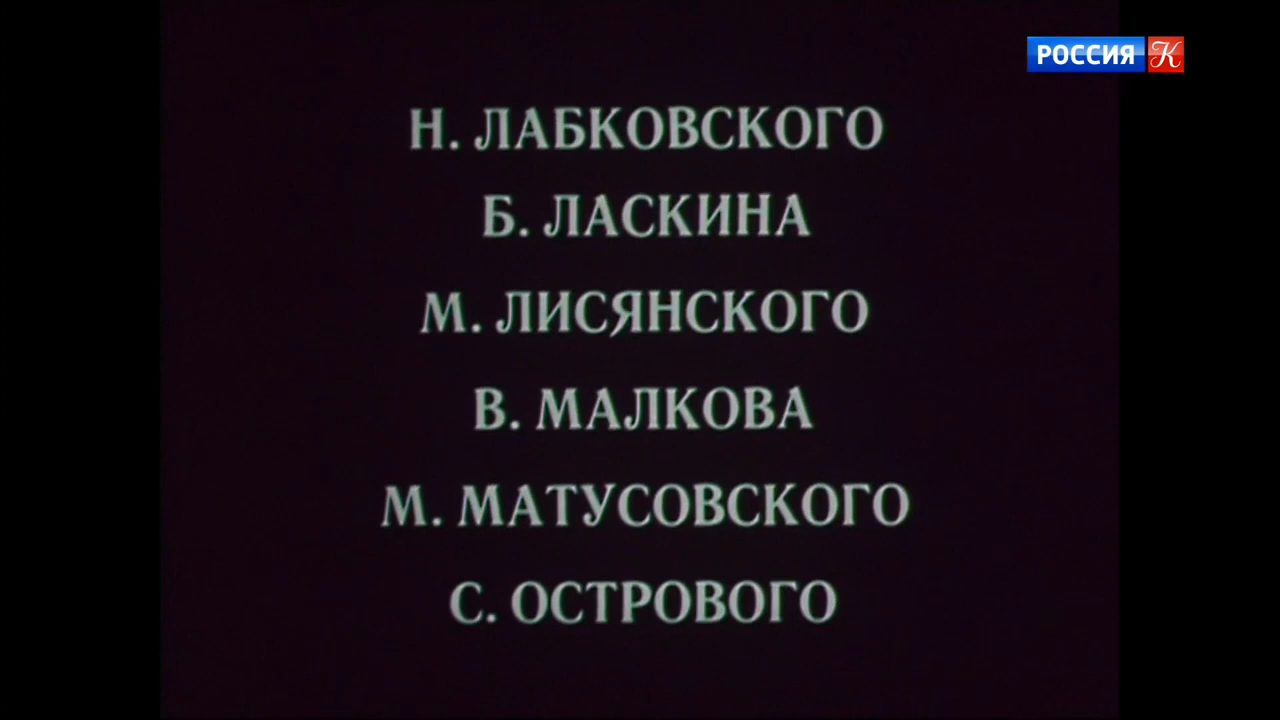 РОССИЯ К
Н. ЛАБКОВСКОГО
Б. ЛАСКИНА
М. ЛИСЯНСКОГО
В. МАЛКОВА
М. МАТУСОВСКОГО
С. ОСТРОВОГО